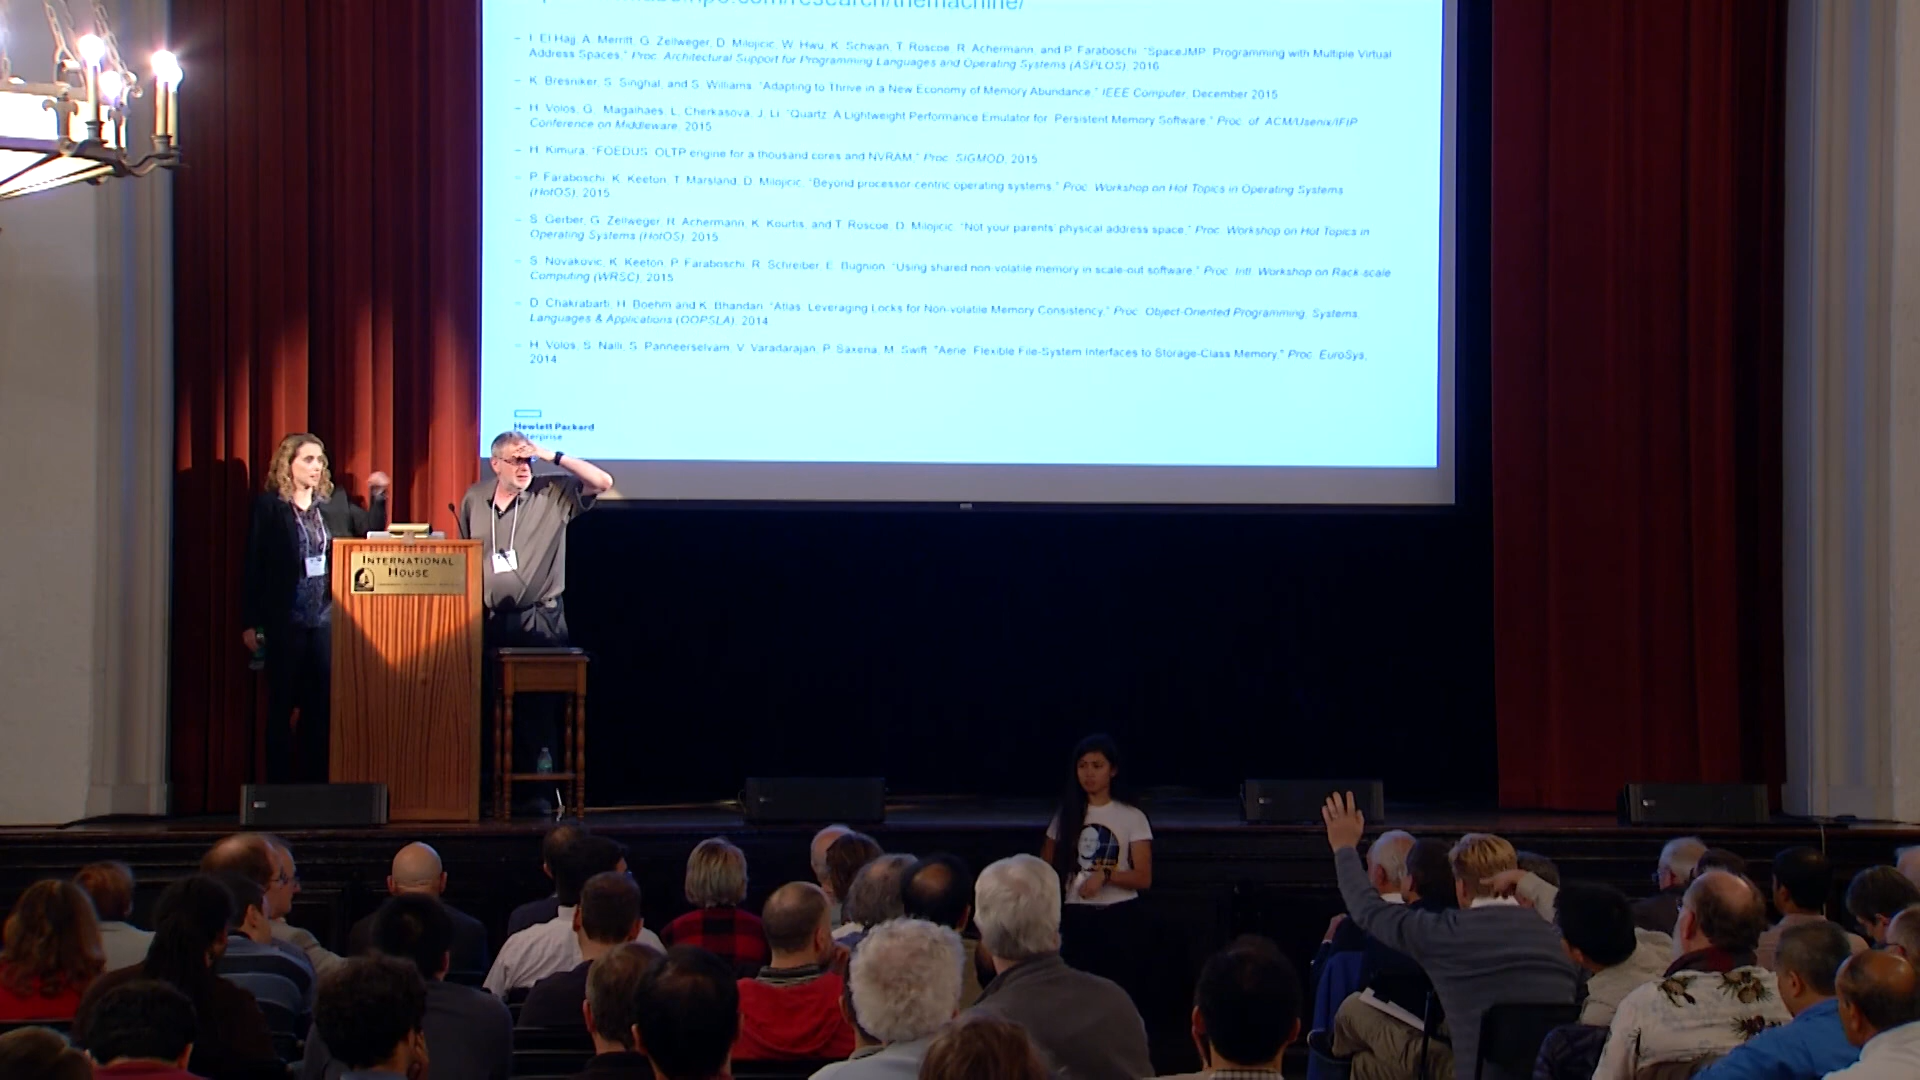 .com/research/themachine/
– I. El Hajj, A. Merritt, G. Zellweger, D. Milojicic, W. Hwu, K. Schwan, T. Roscoe, R. Achermann, and P. Faraboschi. "SpaceJMP: Programming with Multiple Virtual
Address Spaces," Proc. Architectural Support for Programming Languages and Operating Systems (ASPLOS), 2016
– K. Bresniker, S. Singhal, and S. Williams. "Adapting to Thrive in a New Economy of Memory Abundance," IEEE Computer, December 2015
– H. Volos, G. Magalhaes, L. Cherkasova, J. Li. "Quartz: A Lightweight Performance Emulator for Persistent Memory Software," Proc. of ACM/Usenix/IFIP
Conference on Middleware, 2015
– H. Kimura. "FOEDUS: OLTP engine for a thousand cores and NVRAM," Proc. SIGMOD, 2015
– P. Faraboschi, K. Keeton, T. Marsland, D. Milojicic. "Beyond processor-centric operating systems," Proc. Workshop on Hot Topics in Operating Systems
(HotOS), 2015
– S. Gerber, G. Zellweger, R. Achermann, K. Kourtis, and T. Roscoe, D. Milojicic. "Not your parents' physical address space," Proc. Workshop on Hot Topics in
Operating Systems (HotOS), 2015
– S. Novakovic, K. Keeton, P. Faraboschi, R. Schreiber, E. Bugnion. "Using shared non-volatile memory in scale-out software," Proc. Intl. Workshop on Rack-scale
Computing (WRSC), 2015
– D. Chakrabarti, H. Boehm and K. Bhandari. "Atlas: Leveraging Locks for Non-volatile Memory Consistency," Proc. Object-Oriented Programming, Systems,
Languages & Applications (OOPSLA), 2014
– H. Volos, S. Nalli, S. Panneerselvam, V. Varadarajan, P. Saxena, M. Swift. "Aerie: Flexible File-System Interfaces to Storage-Class Memory," Proc. EuroSys,
2014
Hewlett Packard
terprise
INTERNATIONAL
HOUSE